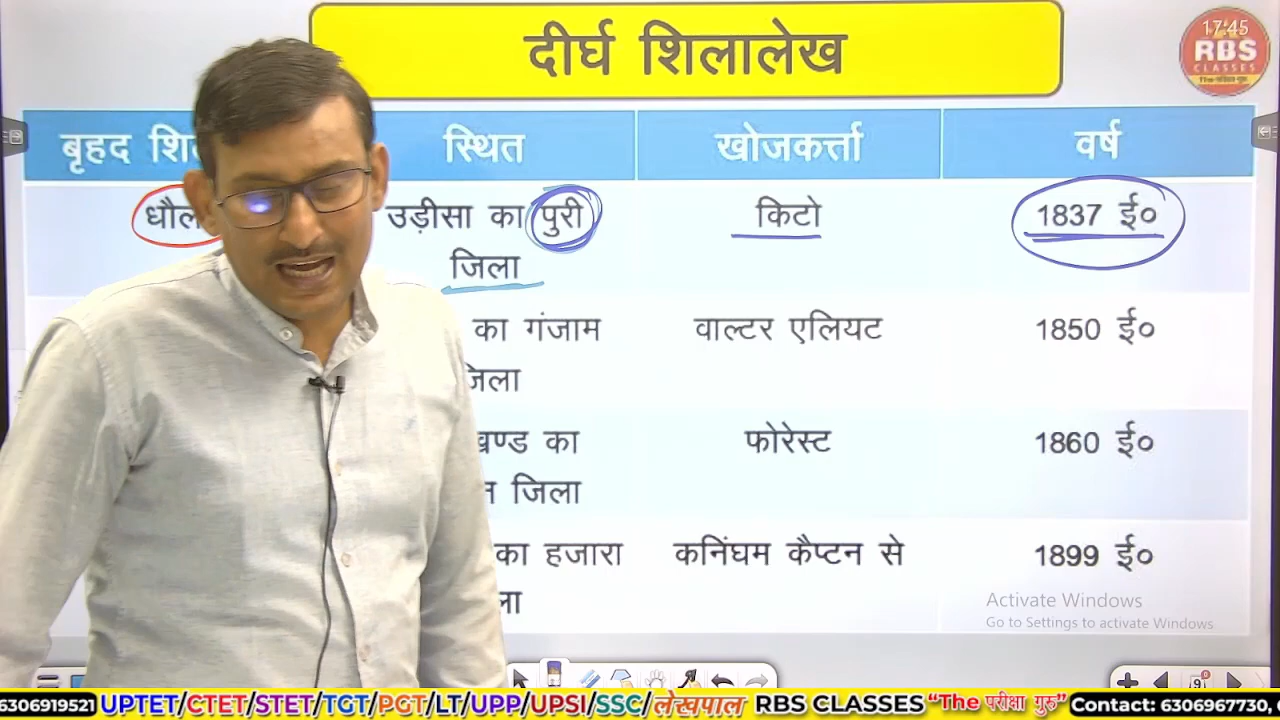 दीर्घ शिलालेख
17:45
RBS
CLASSES
The परीक्षा गुरु
बृहद स्थित खोजकर्त्ता वर्ष
उड़ीसा का पुरी किटो 1837 ई०
जिला
का गंजाम वाल्टर एलियट 1850 ई०
जिला
का फोरेस्ट 1860 ई०
जिला
का हजारा कनिंघम कैप्टन से 1899 ई०
Activate Windows
Go to Settings to activate Windows
6306919521 UPTET/CTET/STET/TGT/PGT/LT/UPP/UPSI/SSC/लेखपाल RBS CLASSES “The परीक्षा गुरु” Contact: 6306967730,